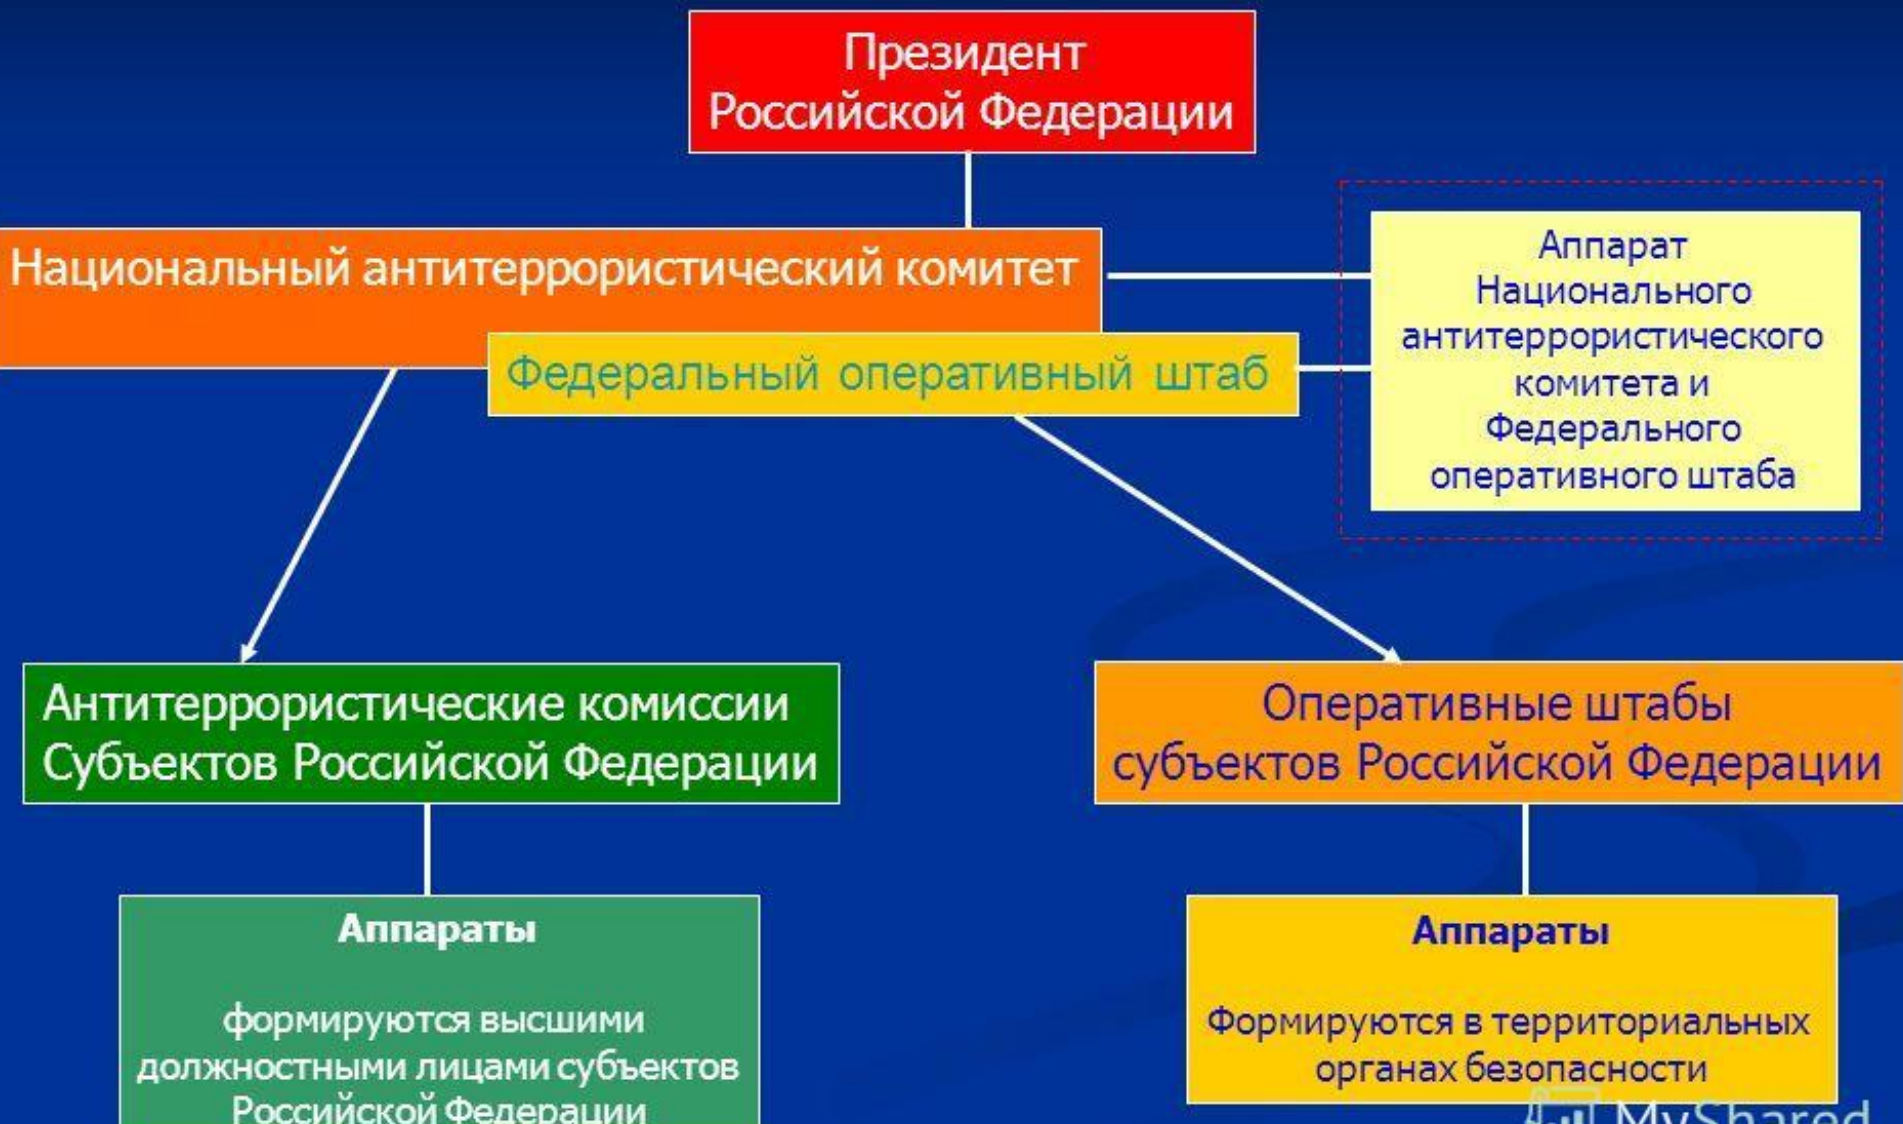 Президент
Российской Федерации
Национальный антитеррористический комитет
Федеральный оперативный штаб
Аппарат
Национального
антитеррористического
комитета и
Федерального
оперативного штаба
Антитеррористические комиссии
Субъектов Российской Федерации
Оперативные штабы
субъектов Российской Федерации
Аппараты
формируются высшими
должностными лицами субъектов
Российской Федерации
Аппараты
Формируются в территориальных
органах безопасности
MyShared